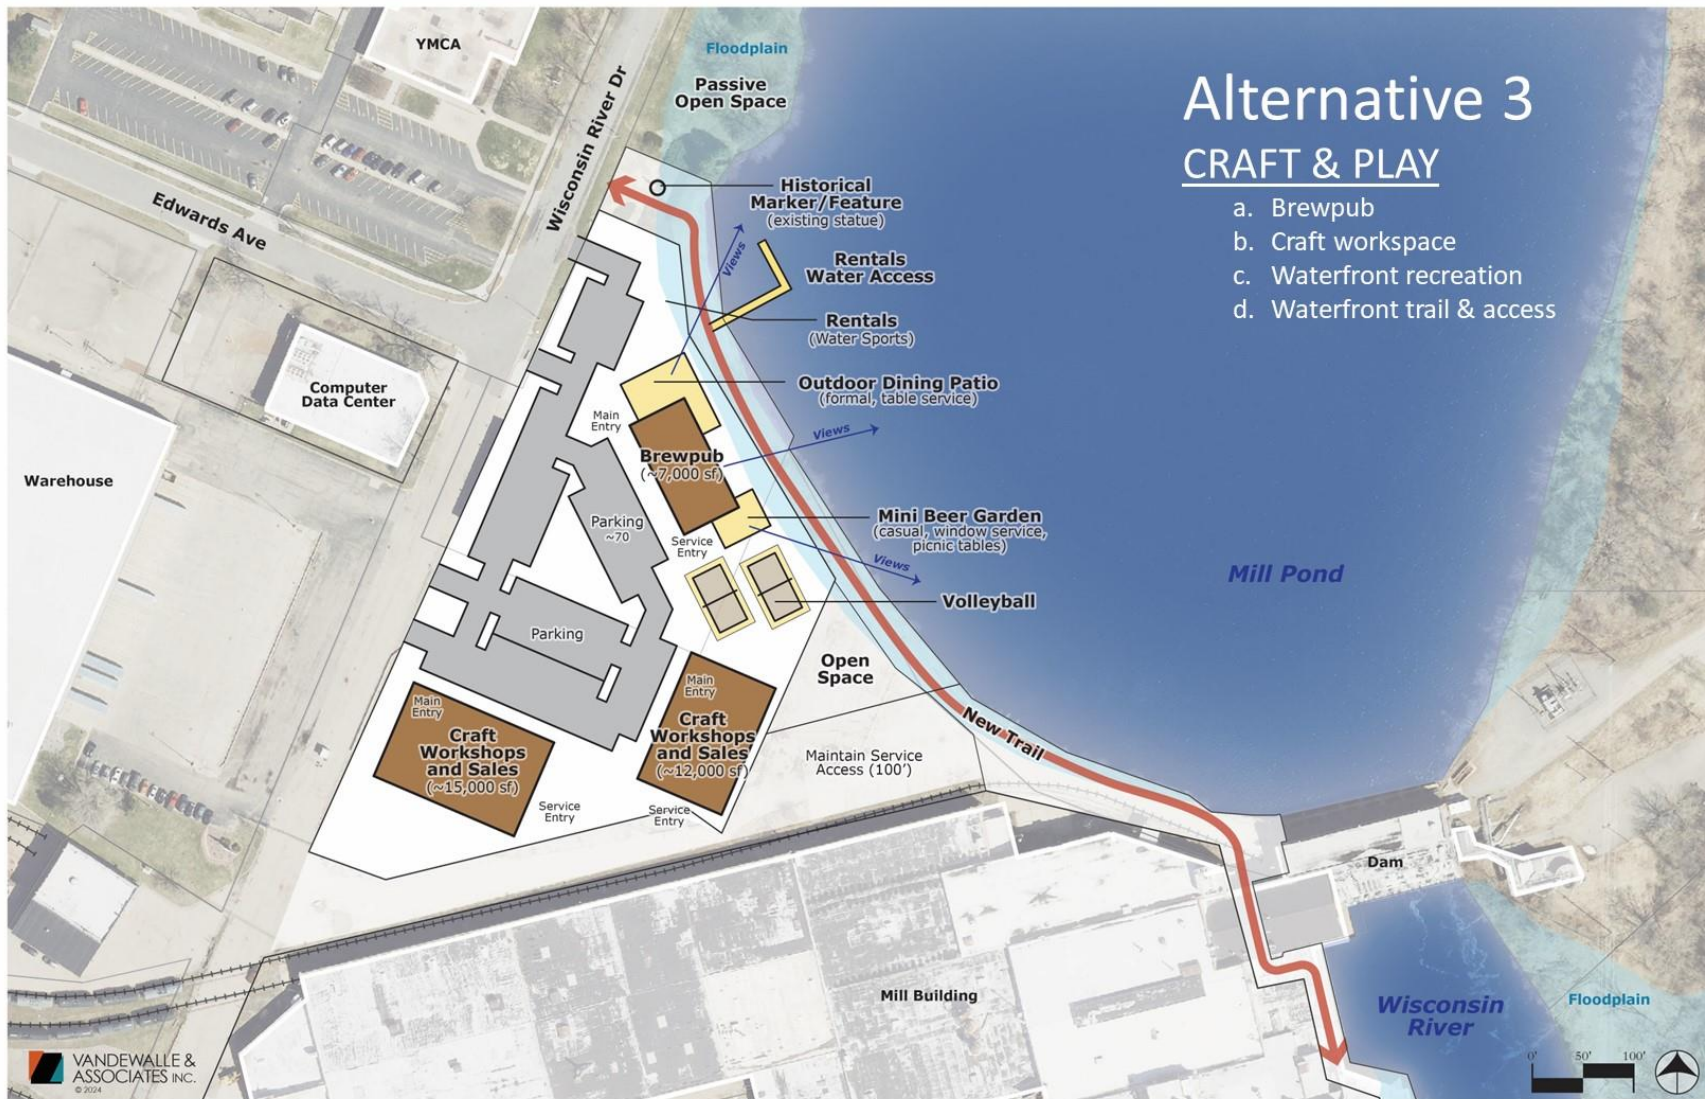 YMCA
Floodplain
Passive
Open Space
Wisconsin River Dr
Edwards Ave
Alternative 3
CRAFT & PLAY
a. Brewpub
b. Craft workspace
c. Waterfront recreation
d. Waterfront trail & access
Historical
Marker/Feature
(existing statue)
Views
Rentals
Water Access
Rentals
(Water Sports)
Outdoor Dining Patio
(formal, table service)
Computer
Data Center
Main
Entry
Views
Brewpub
(~7,000 sf)
Warehouse
Mini Beer Garden
(casual, window service,
picnic tables)
Parking
~70
Service
Entry
Views
Mill Pond
Volleyball
Parking
Open
Space
Main
Entry
Craft
Workshops
and Sales
(~15,000 sf)
Main
Entry
Craft
Workshops
and Sales
(~12,000 sf)
New Trail
Maintain Service
Access (100')
Service
Entry
Service
Entry
Dam
Mill Building
Wisconsin
River
Floodplain
VANDEWALLE &
ASSOCIATES INC.
© 2024
0' 50' 100'